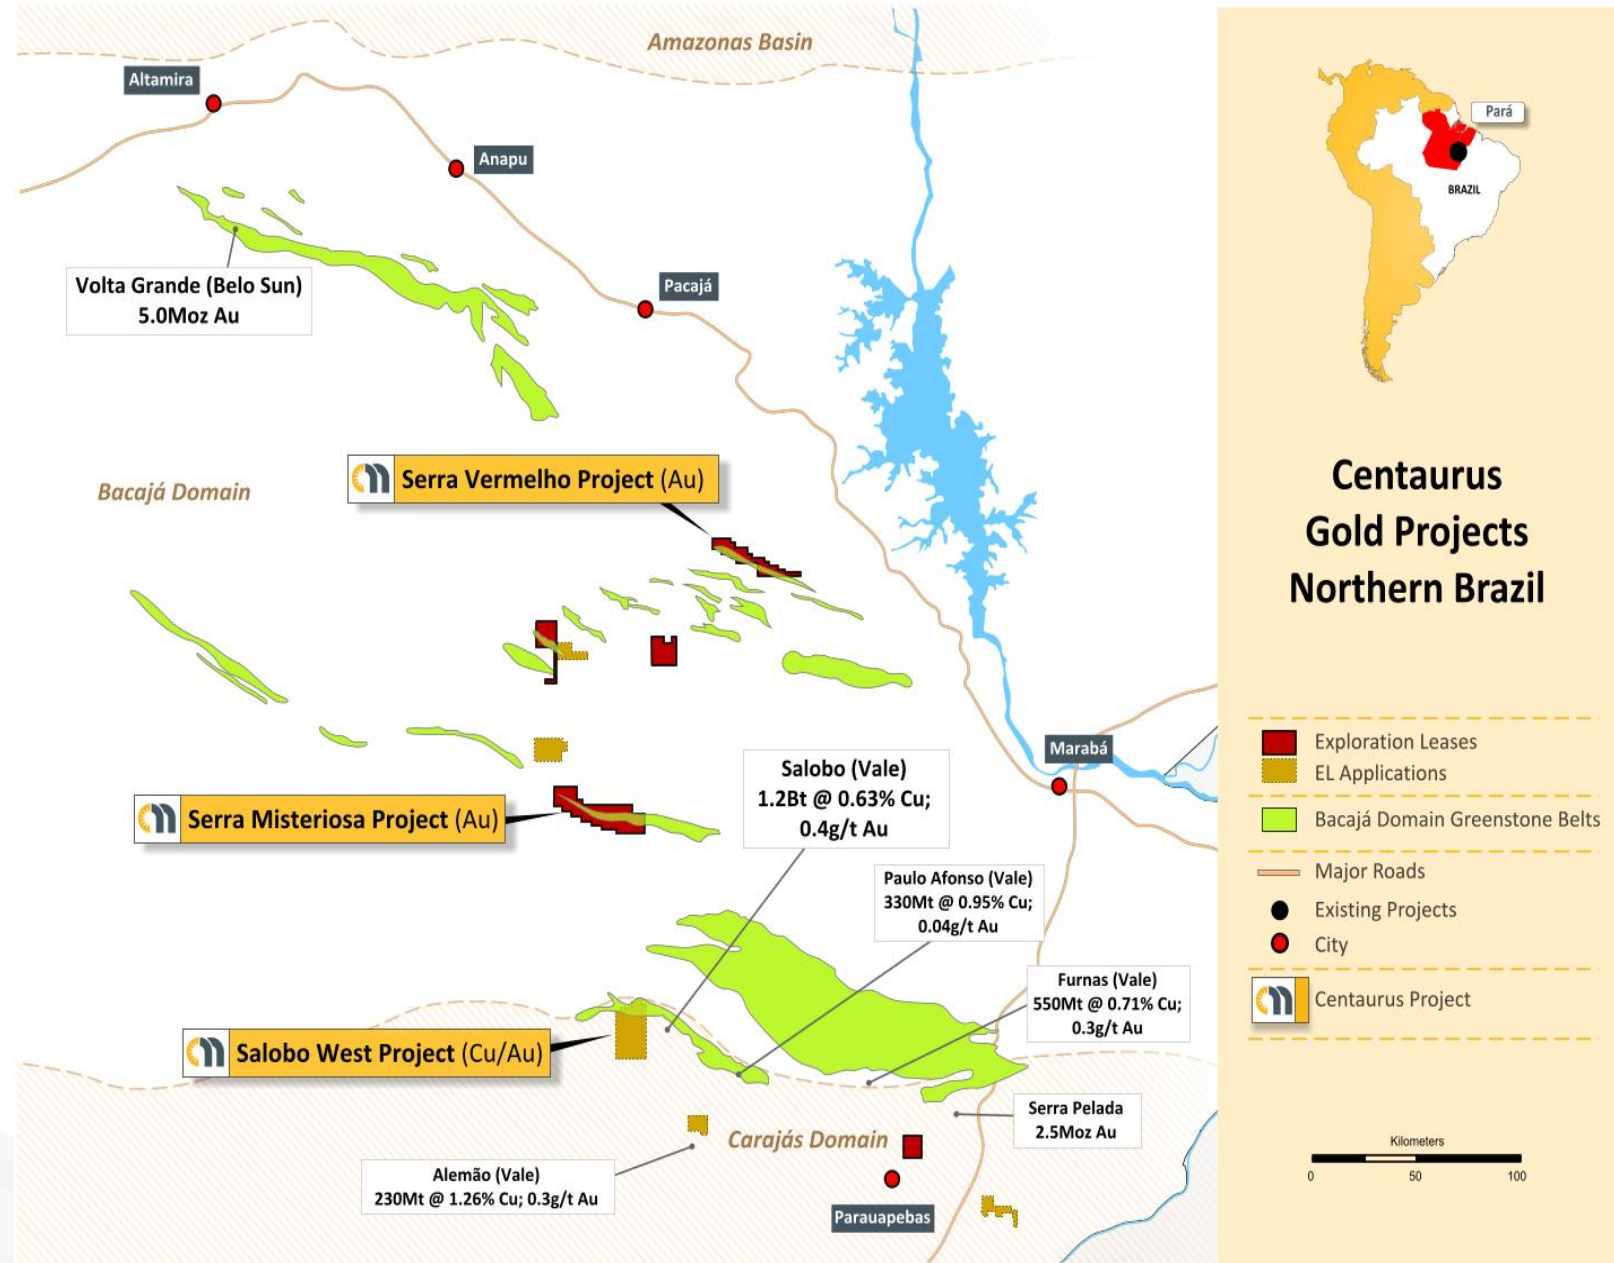 Amazonas Basin
Altamira
Anapu
Volta Grande (Belo Sun)
5.0Moz Au
Pacajá
Serra Vermelho Project (Au)
Bacajá Domain
Marabá
Salobo (Vale)
1.2Bt @ 0.63% Cu;
0.4g/t Au
Serra Misteriosa Project (Au)
Paulo Afonso (Vale)
330Mt @ 0.95% Cu;
0.04g/t Au
Furnas (Vale)
550Mt @ 0.71% Cu;
0.3g/t Au
Salobo West Project (Cu/Au)
Serra Pelada
2.5Moz Au
Carajás Domain
Alemão (Vale)
230Mt @ 1.26% Cu; 0.3g/t Au
Parauapebas
Pará
BRAZIL
Centaurus
Gold Projects
Northern Brazil
Exploration Leases
EL Applications
Bacajá Domain Greenstone Belts
Major Roads
Existing Projects
City
Centaurus Project
Kilometers
0 50 100